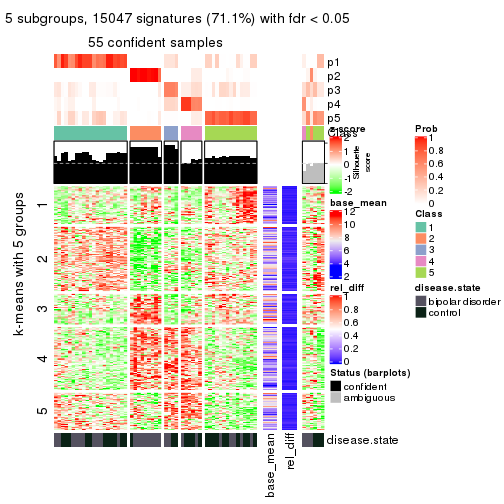 5 subgroups, 15047 signatures (71.1%) with fdr < 0.05
55 confident samples
p1
p2
p3
p4
p5
Class
Silhouette
score
k-means with 5 groups
1
2
3
4
5
disease.state
base_mean
rel_diff
z-score
2
1
0
-1
-2
base_mean
12
10
8
6
4
2
rel_diff
1
0.8
0.6
0.4
0.2
0
Status (barplots)
confident
ambiguous
Prob
1
0.8
0.6
0.4
0.2
0
Class
1
2
3
4
5
disease.state
bipolar disorder
control